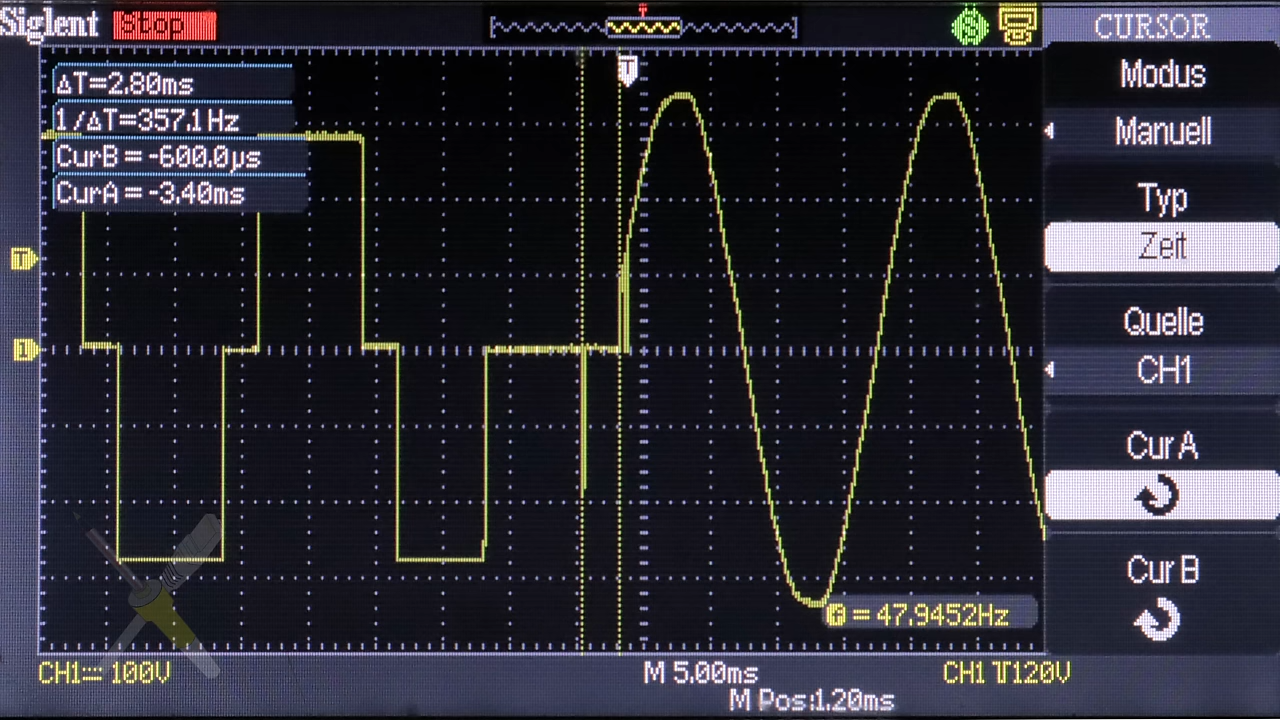 Siglent Stop T CURSOR
ΔT=2.80ms
1/ΔT=357.1Hz
CurB = -600.0µs
CurA = -3.40ms
T
T
1
Modus
Manuell
Typ
Zeit
Quelle
CH1
Cur A
Cur B
= 47.9452Hz
CH1 100V
M 5.00ms
CH1 120V
M Pos:1.20ms